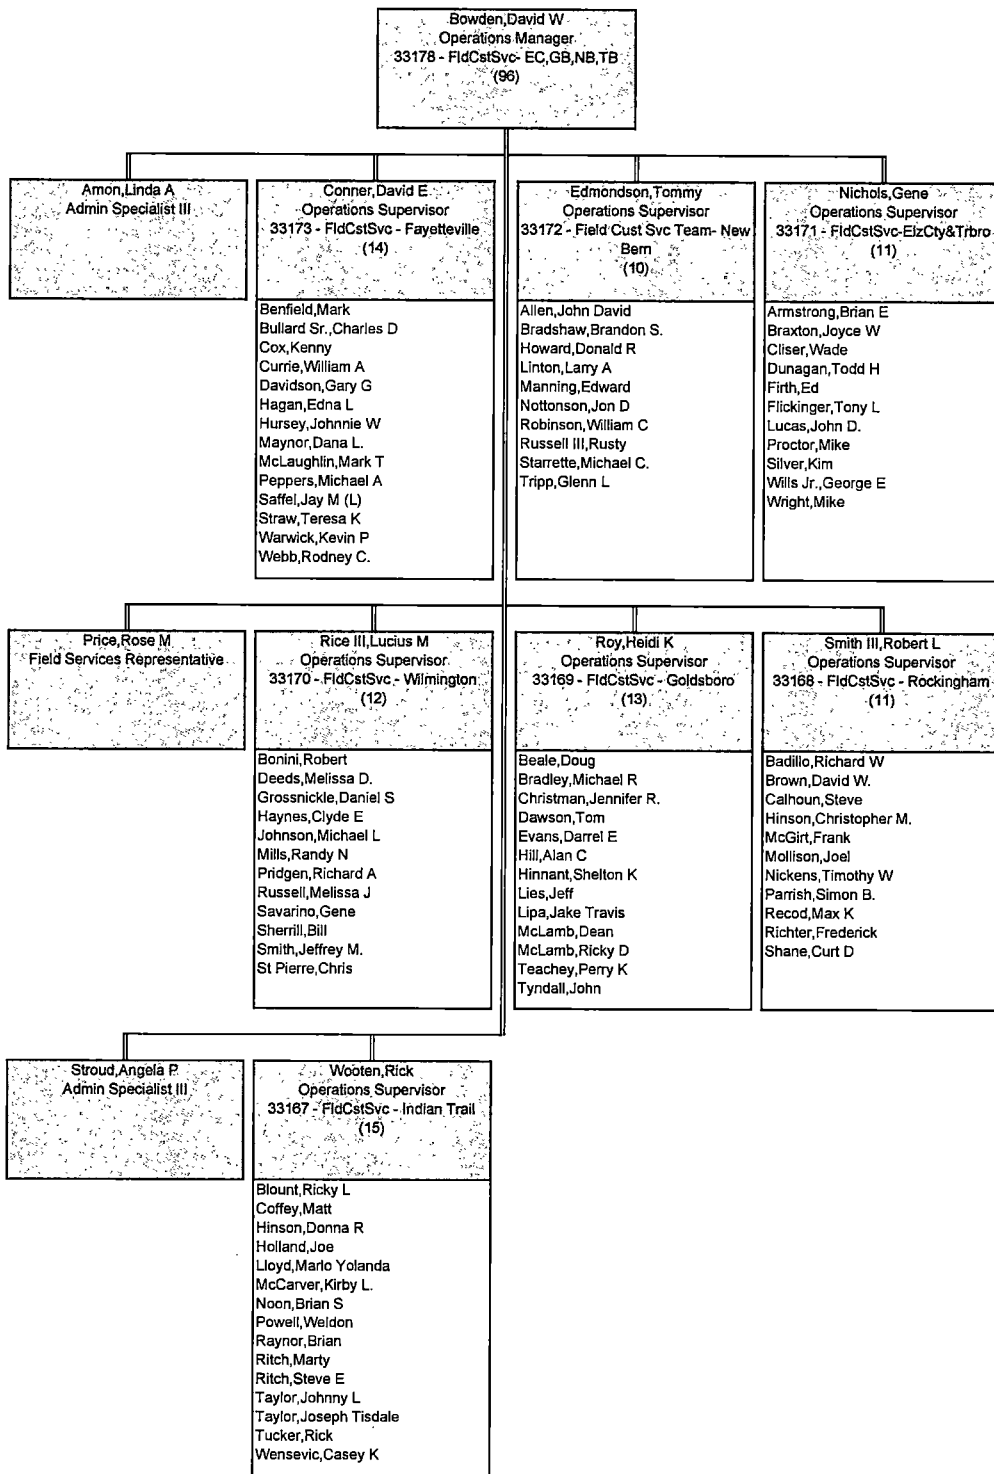 Bowden,David W
Operations Manager
33178 - FldCstSvc- EC,GB,NB,TB
(96)
Amon,Linda A
Admin Specialist III
Conner,David E
Operations Supervisor
33173 - FldCstSvc - Fayetteville
(14)
Benfield,Mark
Bullard Sr.,Charles D
Cox,Kenny
Currie,William A
Davidson,Gary G
Hagan,Edna L
Hursey,Johnnie W
Maynor,Dana L.
McLaughlin,Mark T
Peppers,Michael A
Saffel,Jay M (L)
Straw,Teresa K
Warwick,Kevin P
Webb,Rodney C.
Edmondson,Tommy
Operations Supervisor
33172 - Field Cust Svc Team- New
Bern
(10)
Allen,John David
Bradshaw,Brandon S.
Howard,Donald R
Linton,Larry A
Manning,Edward
Nottonson,Jon D
Robinson,William C
Russell III,Rusty
Starrette,Michael C.
Tripp,Glenn L
Nichols,Gene
Operations Supervisor
33171 - FldCstSvc-ElzCty&Trbro
(11)
Armstrong,Brian E
Braxton,Joyce W
Cliser,Wade
Dunagan,Todd H
Firth,Ed
Flickinger,Tony L
Lucas,John D.
Proctor,Mike
Silver,Kim
Wills Jr.,George E
Wright,Mike
Price,Rose M
Field Services Representative
Rice III,Lucius M
Operations Supervisor
33170 - FldCstSvc - Wilmington
(12)
Bonini,Robert
Deeds,Melissa D.
Grossnickle,Daniel S
Haynes,Clyde E
Johnson,Michael L
Mills,Randy N
Pridgen,Richard A
Russell,Melissa J
Savarino,Gene
Sherrill,Bill
Smith,Jeffrey M.
St Pierre,Chris
Roy,Heidi K
Operations Supervisor
33169 - FldCstSvc - Goldsboro
(13)
Beale,Doug
Bradley,Michael R
Christman,Jennifer R.
Dawson,Tom
Evans,Darrel E
Hill,Alan C
Hinnant,Shelton K
Lies,Jeff
Lipa,Jake Travis
McLamb,Dean
McLamb,Ricky D
Teachey,Perry K
Tyndall,John
Smith III,Robert L
Operations Supervisor
33168 - FldCstSvc - Rockingham
(11)
Badillo,Richard W
Brown,David W.
Calhoun,Steve
Hinson,Christopher M.
McGirt,Frank
Mollison,Joel
Nickens,Timothy W
Parrish,Simon B.
Recod,Max K
Richter,Frederick
Shane,Curt D
Stroud,Angela P
Admin Specialist III
Wooten,Rick
Operations Supervisor
33167 - FldCstSvc - Indian Trail
(15)
Blount,Ricky L
Coffey,Matt
Hinson,Donna R
Holland,Joe
Lloyd,Marlo Yolanda
McCarver,Kirby L.
Noon,Brian S
Powell,Weldon
Raynor,Brian
Ritch,Marty
Ritch,Steve E
Taylor,Johnny L
Taylor,Joseph Tisdale
Tucker,Rick
Wensevic,Casey K